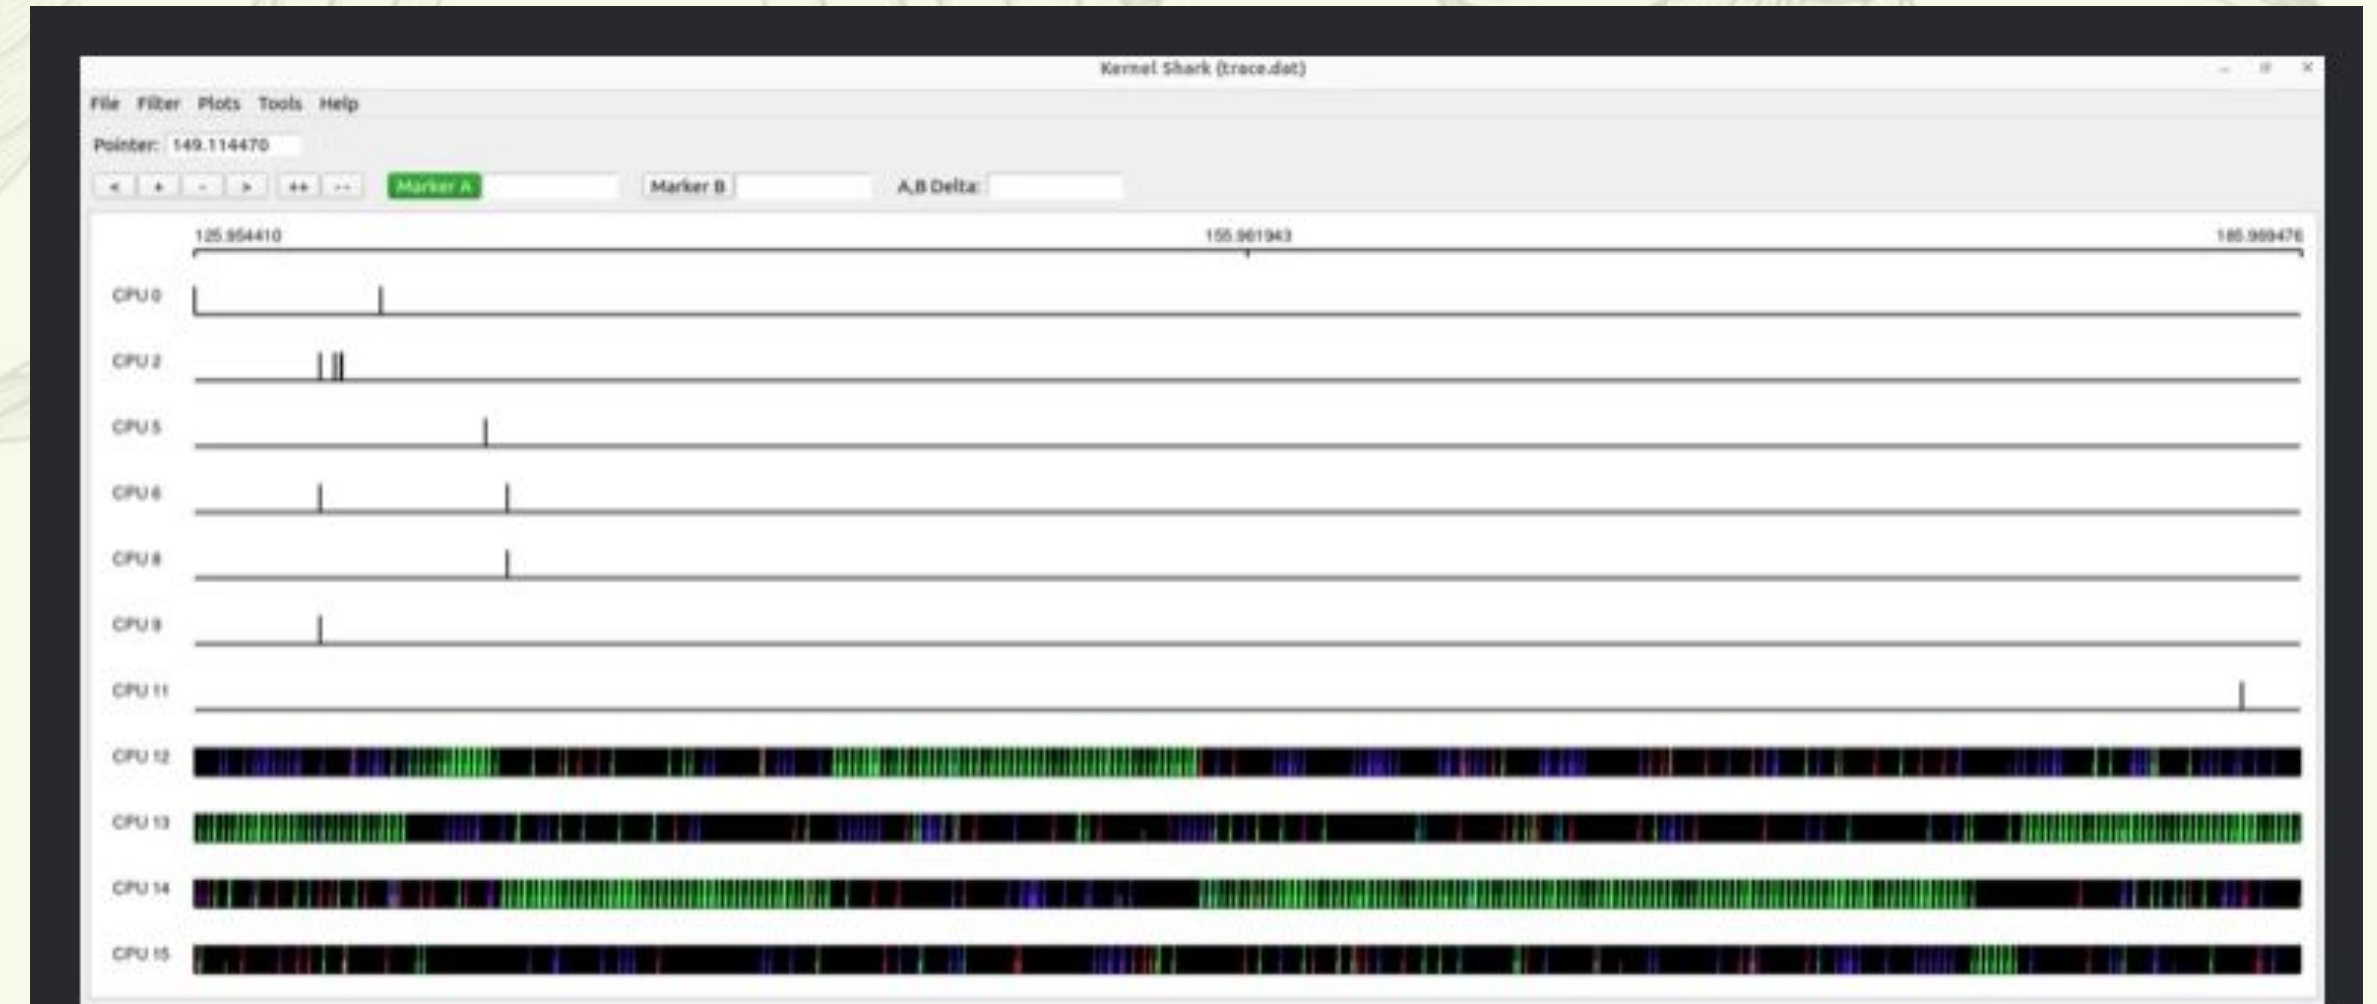 Kernel Shark (trace.dat)
File Filter Plots Tools Help
Pointer: 149.114470
< + - > ++ -- Marker A Marker B A,B Delta:
125.954410 155.961943 185.969476
CPU 0
CPU 2
CPU 5
CPU 6
CPU 8
CPU 9
CPU 11
CPU 12
CPU 13
CPU 14
CPU 15